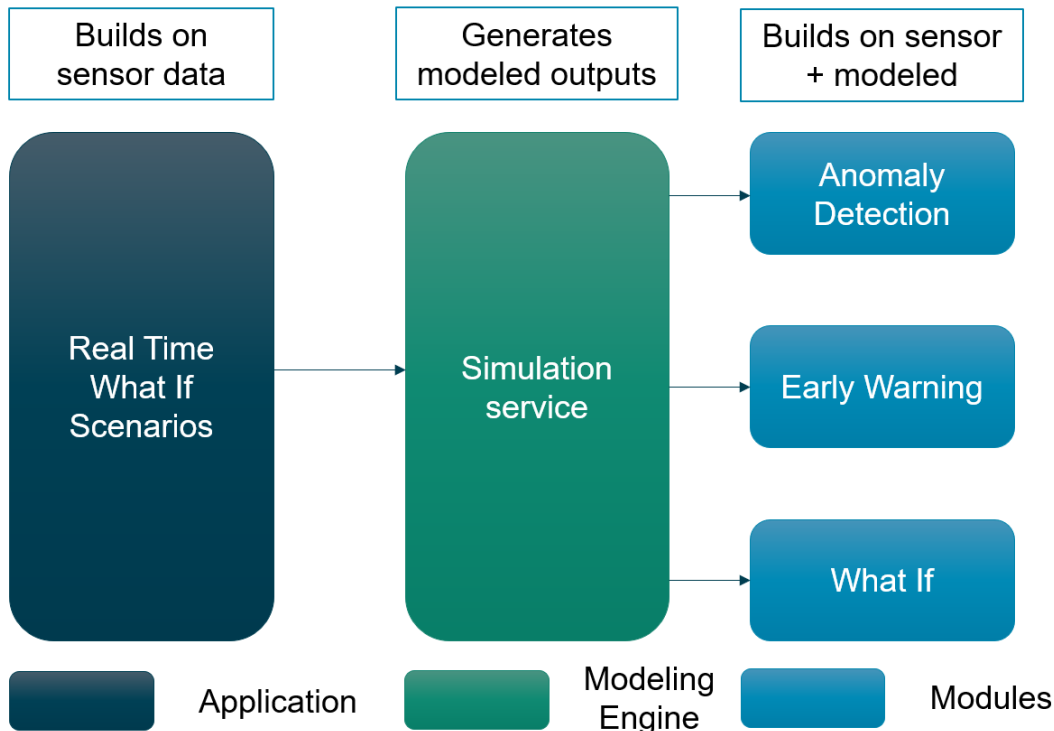 Builds on
sensor data
Generates
modeled outputs
Builds on sensor
+ modeled
Real Time
What If
Scenarios
Simulation
service
Anomaly
Detection
Early Warning
What If
Application
Modeling
Engine
Modules